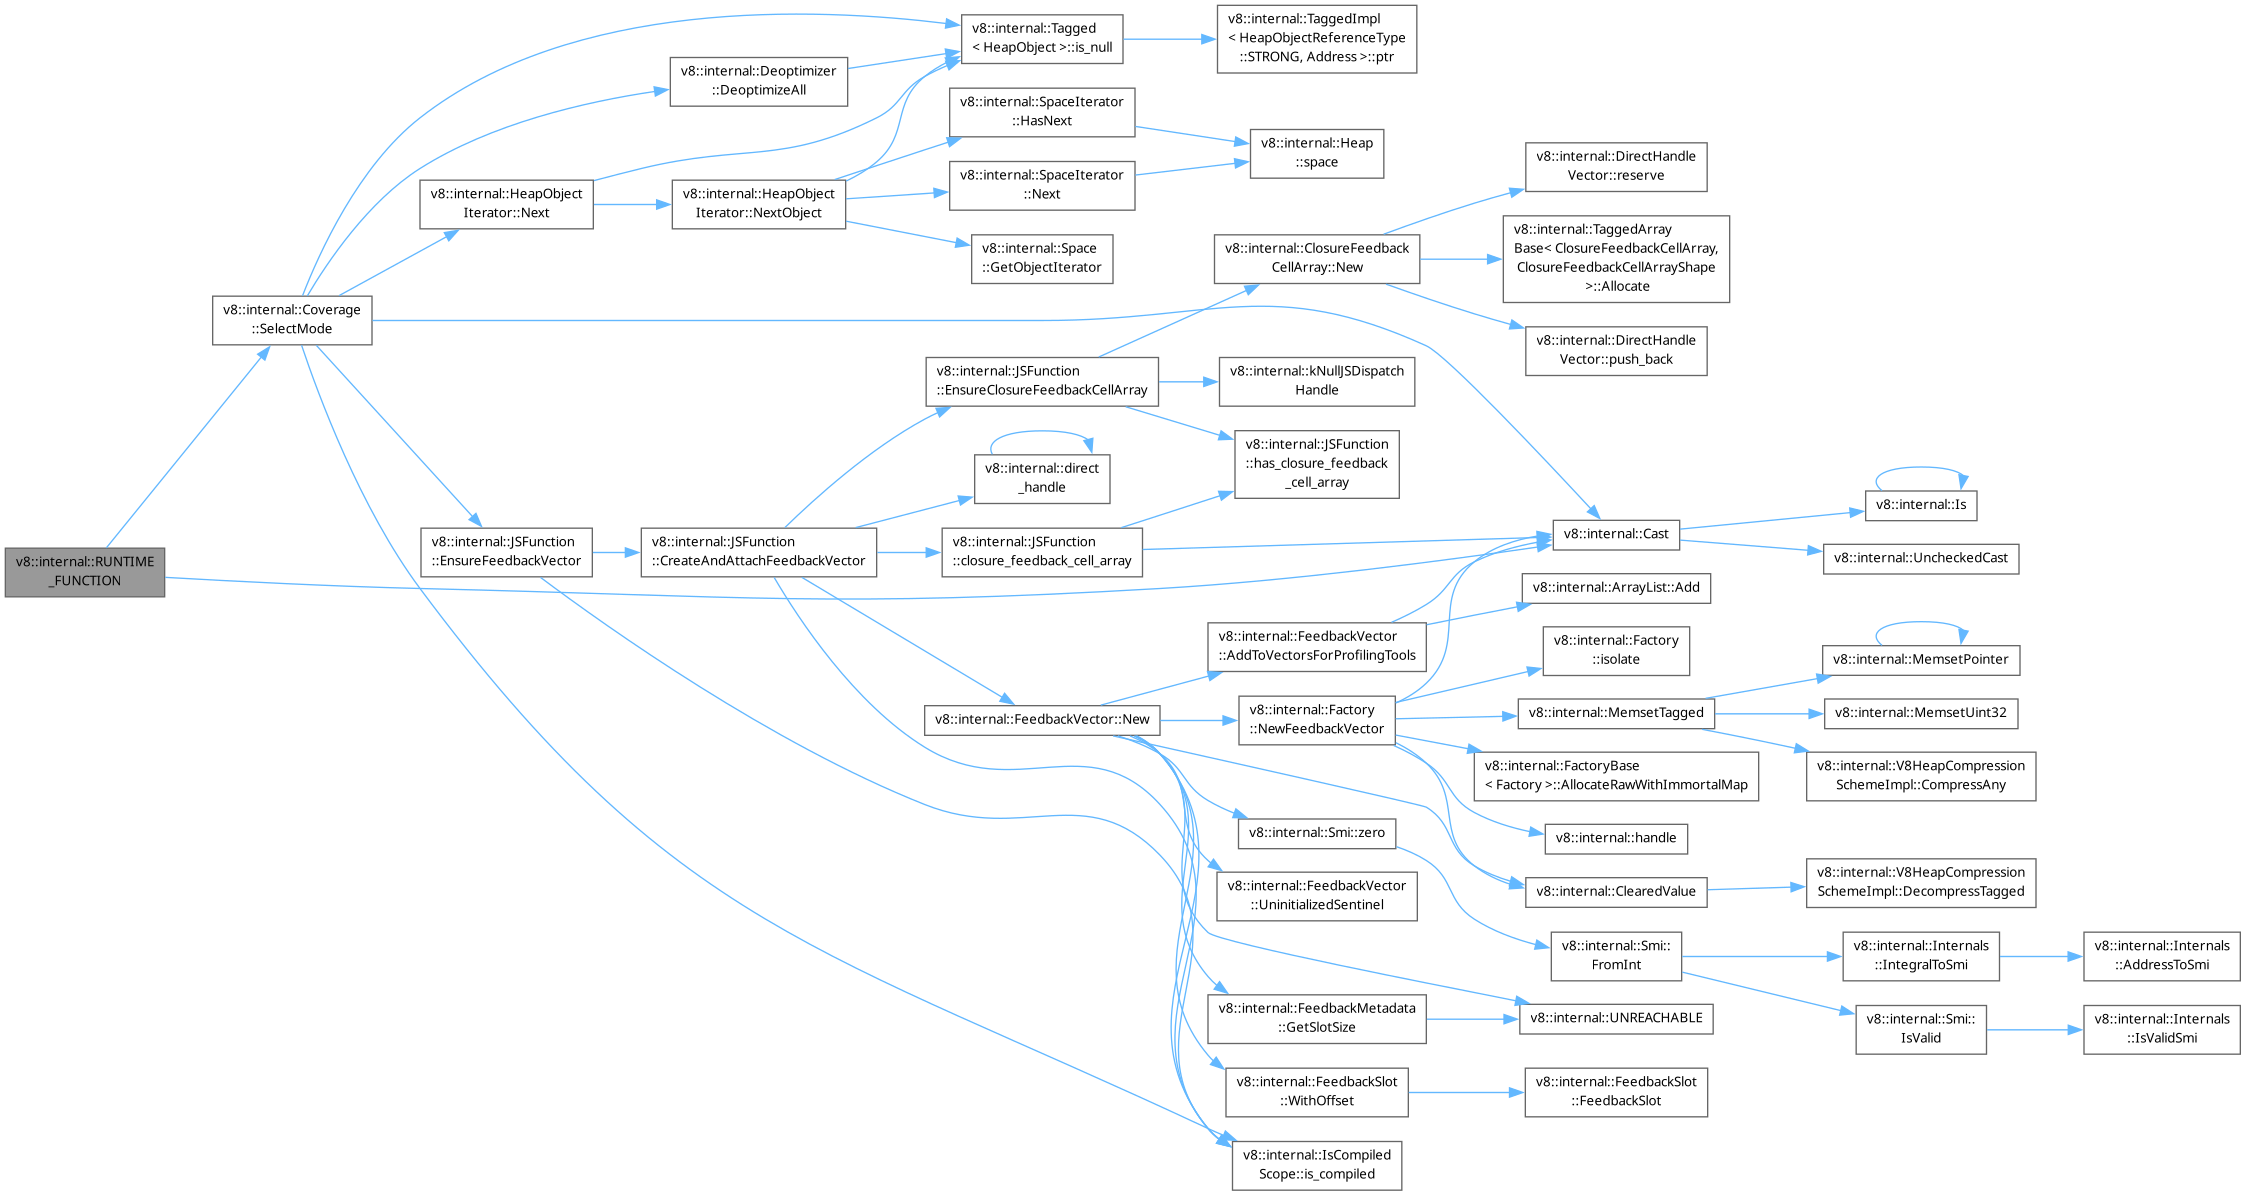 v8::internal::RUNTIME
_FUNCTION
v8::internal::Coverage
::SelectMode
v8::internal::HeapObject
Iterator::Next
v8::internal::JSFunction
::EnsureFeedbackVector
v8::internal::Deoptimizer
::DeoptimizeAll
v8::internal::HeapObject
Iterator::NextObject
v8::internal::JSFunction
::CreateAndAttachFeedbackVector
v8::internal::Tagged
< HeapObject >::is_null
v8::internal::SpaceIterator
::HasNext
v8::internal::SpaceIterator
::Next
v8::internal::Space
::GetObjectIterator
v8::internal::JSFunction
::EnsureClosureFeedbackCellArray
v8::internal::direct
_handle
v8::internal::JSFunction
::closure_feedback_cell_array
v8::internal::FeedbackVector::New
v8::internal::TaggedImpl
< HeapObjectReferenceType
::STRONG, Address >::ptr
v8::internal::Heap
::space
v8::internal::ClosureFeedback
CellArray::New
v8::internal::kNullJSDispatch
Handle
v8::internal::JSFunction
::has_closure_feedback
_cell_array
v8::internal::FeedbackVector
::AddToVectorsForProfilingTools
v8::internal::Factory
::NewFeedbackVector
v8::internal::Smi::zero
v8::internal::FeedbackVector
::UninitializedSentinel
v8::internal::FeedbackMetadata
::GetSlotSize
v8::internal::FeedbackSlot
::WithOffset
v8::internal::IsCompiled
Scope::is_compiled
v8::internal::DirectHandle
Vector::reserve
v8::internal::TaggedArray
Base< ClosureFeedbackCellArray,
ClosureFeedbackCellArrayShape
>::Allocate
v8::internal::DirectHandle
Vector::push_back
v8::internal::Cast
v8::internal::ArrayList::Add
v8::internal::Factory
::isolate
v8::internal::MemsetTagged
v8::internal::FactoryBase
< Factory >::AllocateRawWithImmortalMap
v8::internal::handle
v8::internal::ClearedValue
v8::internal::Smi::
FromInt
v8::internal::UNREACHABLE
v8::internal::FeedbackSlot
::FeedbackSlot
v8::internal::Is
v8::internal::UncheckedCast
v8::internal::MemsetPointer
v8::internal::MemsetUint32
v8::internal::V8HeapCompression
SchemeImpl::CompressAny
v8::internal::V8HeapCompression
SchemeImpl::DecompressTagged
v8::internal::Internals
::IntegralToSmi
v8::internal::Smi::
IsValid
v8::internal::Internals
::AddressToSmi
v8::internal::Internals
::IsValidSmi